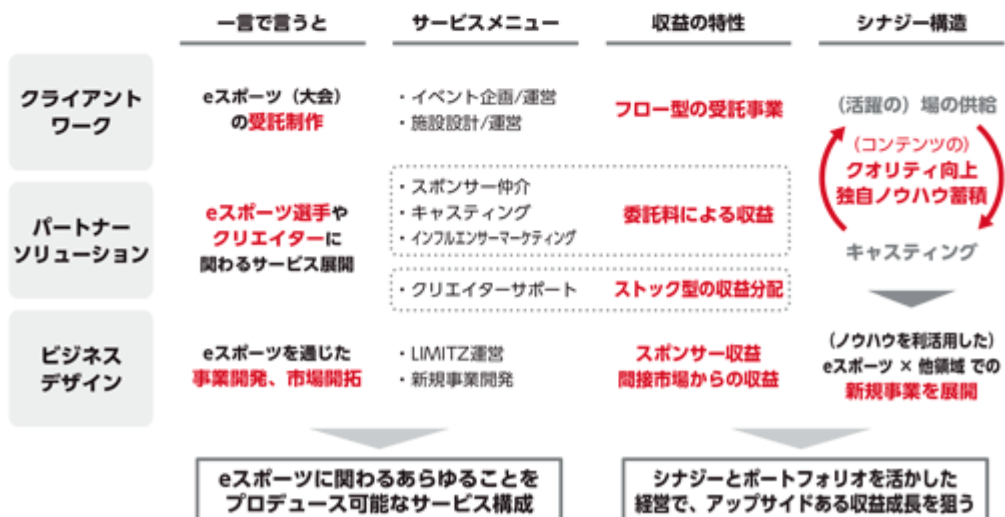 一言で言うと
サービスメニュー
収益の特性
シナジー構造
クライアント
ワーク
eスポーツ（大会）
の受託制作
・イベント企画/運営
・施設設計/運営
フロー型の受託事業
（活躍の）場の供給
（コンテンツの）
クオリティ向上
独自ノウハウ蓄積
キャスティング
パートナー
ソリューション
eスポーツ選手や
クリエイターに
関わるサービス展開
・スポンサー仲介
・キャスティング
・インフルエンサーマーケティング
委託料による収益
・クリエイターサポート
ストック型の収益分配
ビジネス
デザイン
eスポーツを通じた
事業開発、市場開拓
・LIMITZ運営
・新規事業開発
スポンサー収益
間接市場からの収益
（ノウハウを利活用した）
eスポーツ × 他領域 での
新規事業を展開
eスポーツに関わるあらゆることを
プロデュース可能なサービス構成
シナジーとポートフォリオを活かした
経営で、アップサイドある収益成長を狙う